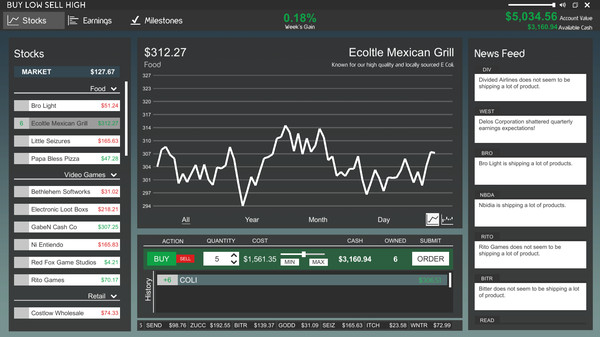 BUY LOW SELL HIGH
Stocks
Earnings
Milestones
0.18%
Week's Gain
$5,034.56 Account Value
$3,160.94 Available Cash
Stocks
MARKET $127.67
Food
Bro Light $51.24
6 Ecoltle Mexican Grill $312.27
Little Seizures $165.63
Papa Bless Pizza $47.28
Video Games
Bethlehem Softworks $31.02
Electronic Loot Boxs $218.21
GabeN Cash Co $307.25
Ni Entiendo $165.83
Red Fox Game Studios $4.21
Rito Games $70.17
Retail
Costlow Wholesale $74.33
$312.27
Food
Ecoltle Mexican Grill
Known for our high quality and locally sourced E Coli.
327
323
320
317
314
310
307
304
301
297
294
All
Year
Month
Day
ACTION QUANTITY COST CASH OWNED SUBMIT
BUY SELL 5 $1,561.35 MIN MAX $3,160.94 6 ORDER
History
+6 COLI
6 SEND $98.76 ZUCC $192.55 BITR $139.37 GODD $31.09 SEIZ $165.63 ITCH $23.58 WNTR $72.99
News Feed
DIV
Divided Airlines does not seem to be
shipping a lot of product.
WEST
Delos Corporation shattered quarterly
earnings expectations!
BRO
Bro Light is shipping a lot of products.
NBDA
Nbidia is shipping a lot of products.
RITO
Rito Games does not seem to be
shipping a lot of product.
BITR
Bitter does not seem to be shipping a
lot of product.
READ